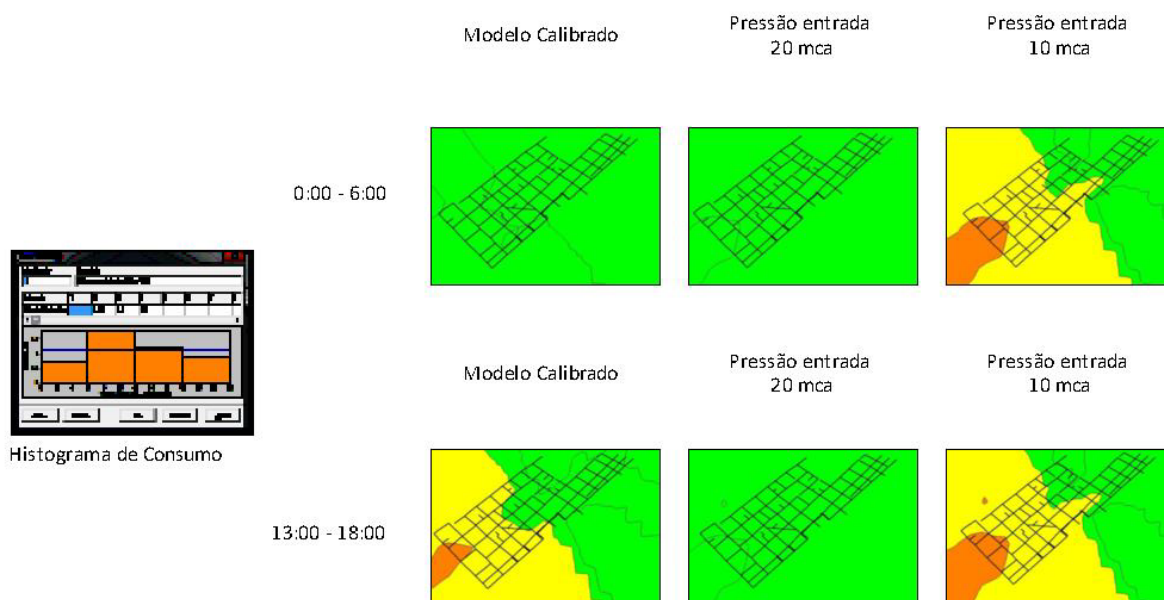 Modelo Calibrado
Pressão entrada
20 mca
Pressão entrada
10 mca
0:00 - 6:00
Histograma de Consumo
Modelo Calibrado
Pressão entrada
20 mca
Pressão entrada
10 mca
13:00 - 18:00